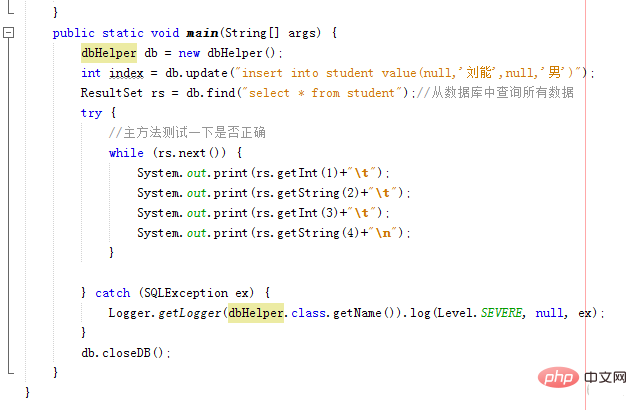 }
public static void main(String[] args) {
dbHelper db = new dbHelper();
int index = db.update("insert into student value(null,'刘能',null,'男')");
ResultSet rs = db.find("select * from student");//从数据库中查询所有数据
try {
//主方法测试一下是否正确
while (rs.next()) {
System.out.print(rs.getInt(1)+"\t");
System.out.print(rs.getString(2)+"\t");
System.out.print(rs.getInt(3)+"\t");
System.out.print(rs.getString(4)+"\n");
}
} catch (SQLException ex) {
Logger.getLogger(dbHelper.class.getName()).log(Level.SEVERE, null, ex);
}
db.closeDB();
}
}
php 中文网